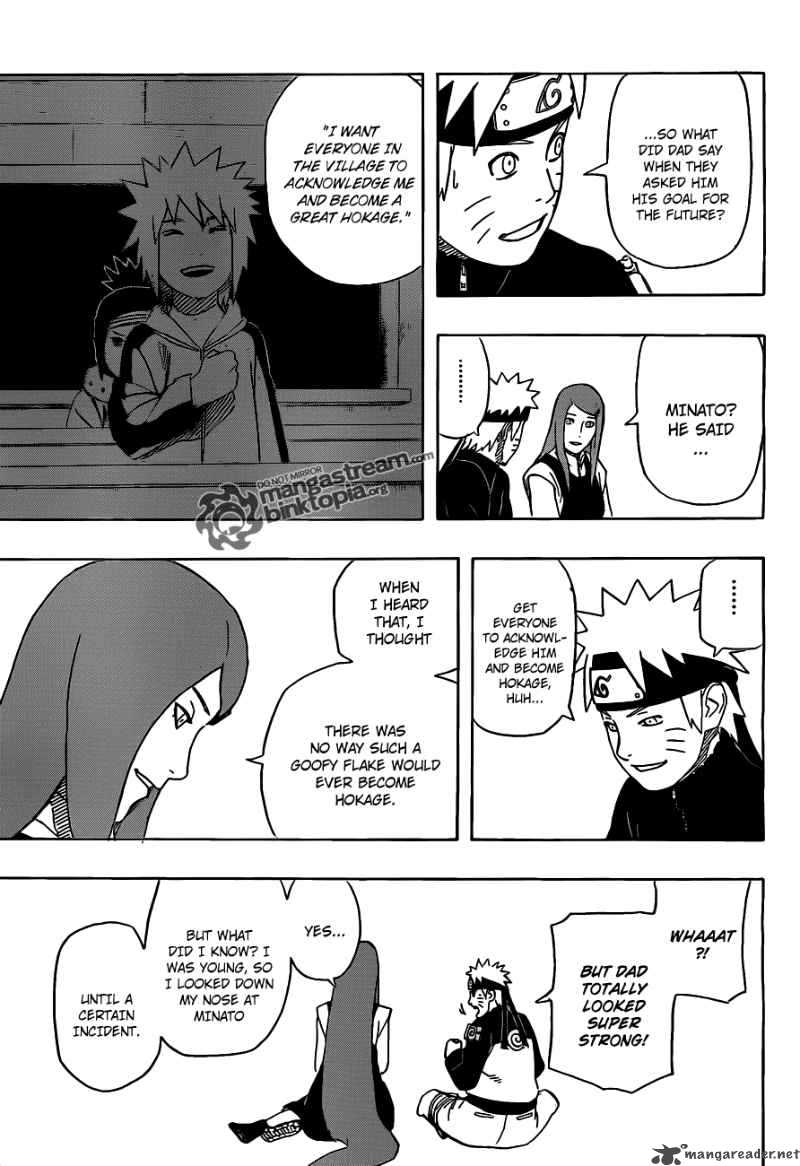 ...SO WHAT
DID DAD SAY
WHEN THEY
ASKED HIM
HIS GOAL FOR
THE FUTURE?
"I WANT
EVERYONE IN
THE VILLAGE TO
ACKNOWLEDGE ME
AND BECOME A
GREAT HOKAGE."
MINATO?
HE SAID
...
........
DO NOT MIRROR
mangastream.com
binktopia.org
.......
GET
EVERYONE
TO ACKNOWL-
EDGE HIM
AND BECOME
HOKAGE,
HUH...
WHEN
I HEARD
THAT, I
THOUGHT
THERE WAS
NO WAY SUCH A
GOOFY FLAKE WOULD
EVER BECOME
HOKAGE.
WHAAAT
?!
BUT DAD
TOTALLY
LOOKED
SUPER
STRONG!
YES...
BUT WHAT
DID I KNOW? I
WAS YOUNG, SO
I LOOKED DOWN
MY NOSE AT
MINATO
UNTIL A
CERTAIN
INCIDENT.
mangareader.net